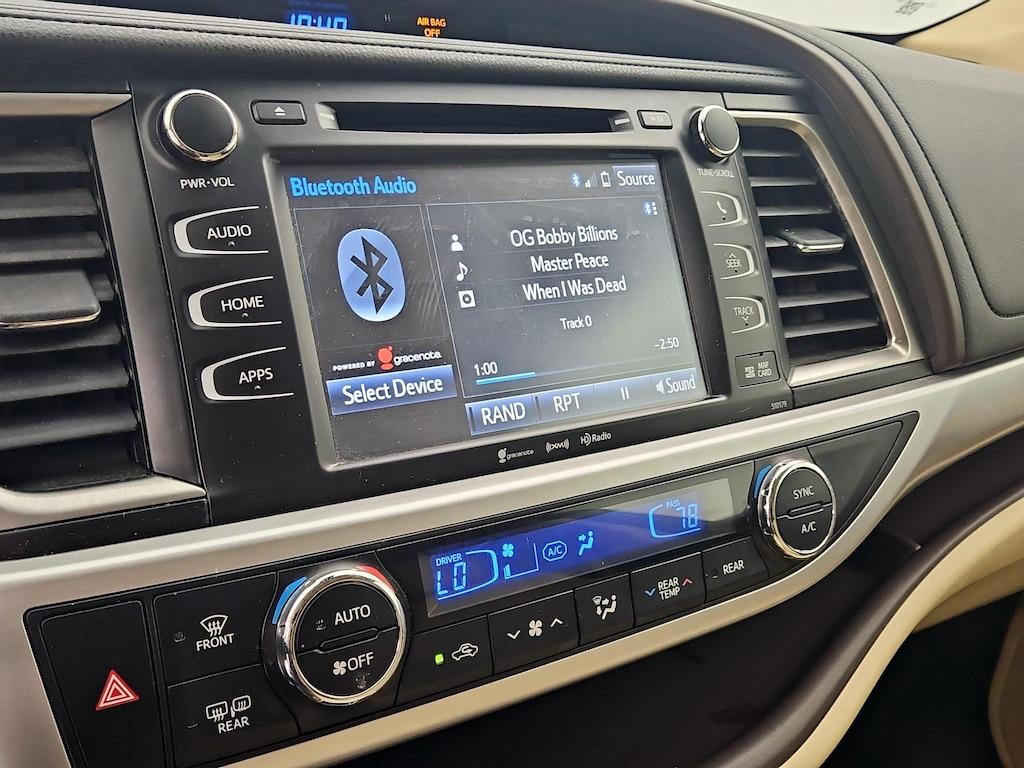 10:40
AIR BAG
OFF
PWR•VOL
AUDIO
HOME
APPS
TUNE•SCROLL
SEEK
TRACK
MAP
CARD
510179
Bluetooth Audio
Source
OG Bobby Billions
Master Peace
When I Was Dead
Track 0
1:00
-2:50
POWERED BY gracenote.
Select Device
RAND
RPT
Sound
gracenote
HD Radio
DRIVER
LO
A/C
PASS
78
SYNC
A/C
FRONT
REAR
AUTO
OFF
REAR
TEMP
REAR